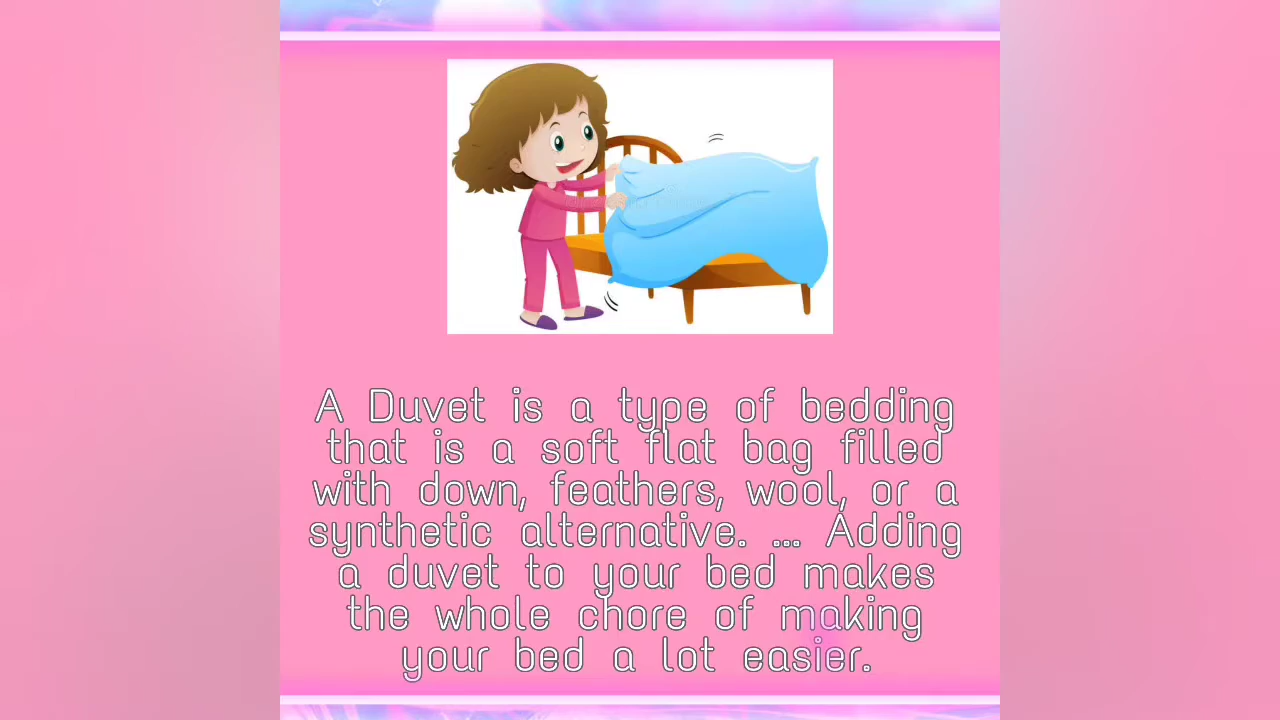 A Duvet is a type of bedding
that is a soft flat bag filled
with down, feathers, wool, or a
synthetic alternative. ... Adding
a duvet to your bed makes
the whole chore of making
your bed a lot easier.